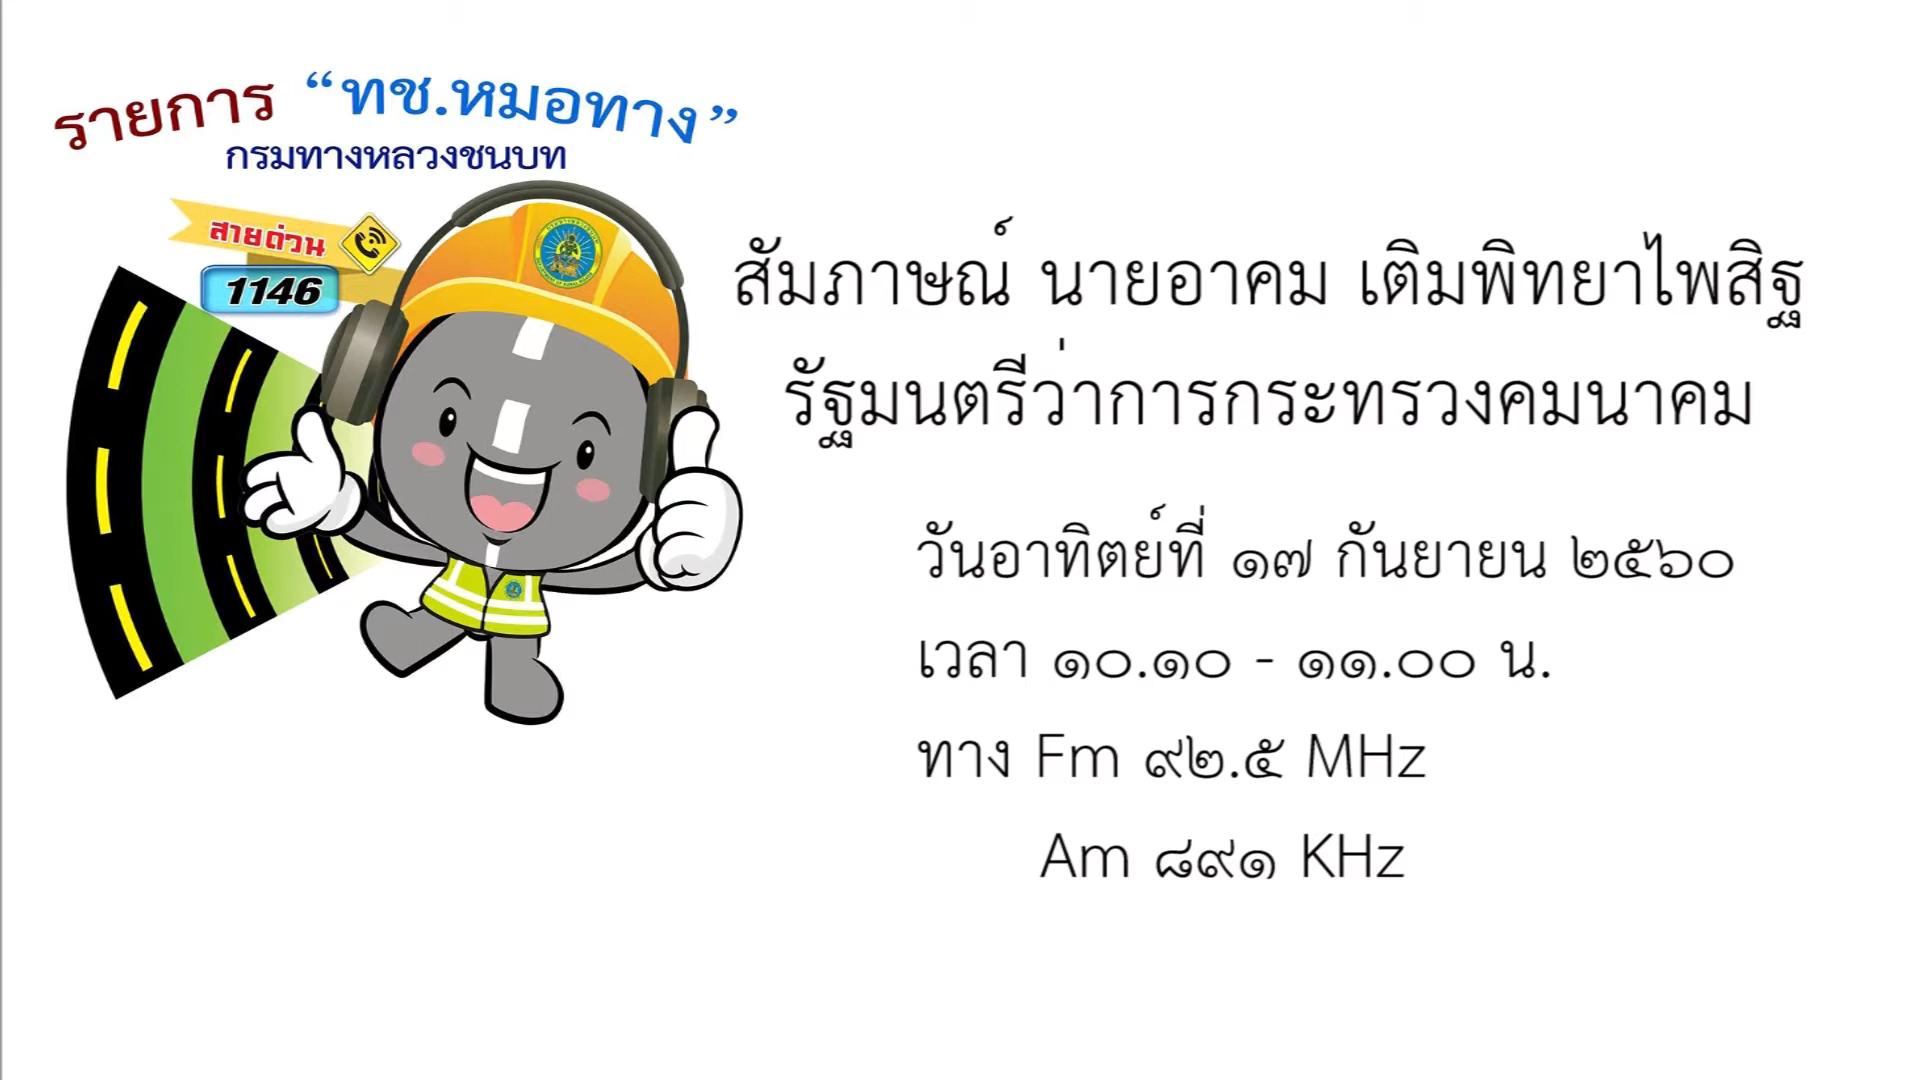 รายการ “ทช.หมอทาง”
กรมทางหลวงชนบท
สายด่วน
1146
สัมภาษณ์ นายอาคม เติมพิทยาไพสิฐ
รัฐมนตรีว่าการกระทรวงคมนาคม
วันอาทิตย์ที่ ๑๗ กันยายน ๒๕๖๐
เวลา ๑๐.๑๐ - ๑๑.๐๐ น.
ทาง Fm ๙๒.๕ MHz
Am ๘๙๑ KHz